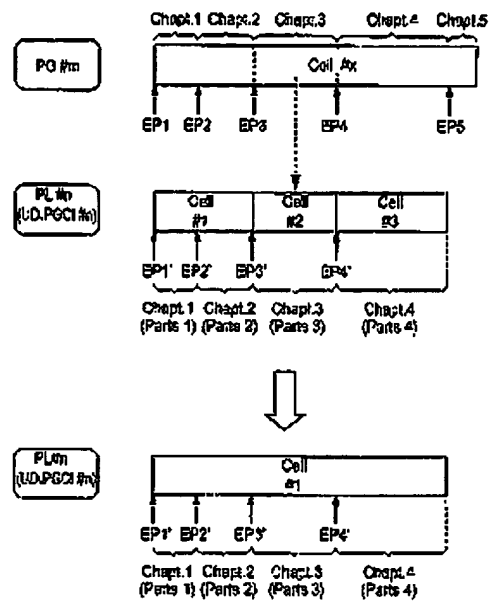 Chapt.1 Chapt.2 Chapt.3 Chapt.4 Chapt.5
PG #m
Cell #x
EP1 EP2 EP3 EP4 EP5
PL #n
(UD.PGCI #n)
Cell
#1
Cell
#2
Cell
#3
EP1' EP2' EP3' EP4'
Chapt.1 Chapt.2 Chapt.3 Chapt.4
(Parts 1) (Parts 2) (Parts 3) (Parts 4)
PL#n
(UD.PGCI #n)
Cell
#1
EP1' EP2' EP3' EP4'
Chapt.1 Chapt.2 Chapt.3 Chapt.4
(Parts 1) (Parts 2) (Parts 3) (Parts 4)